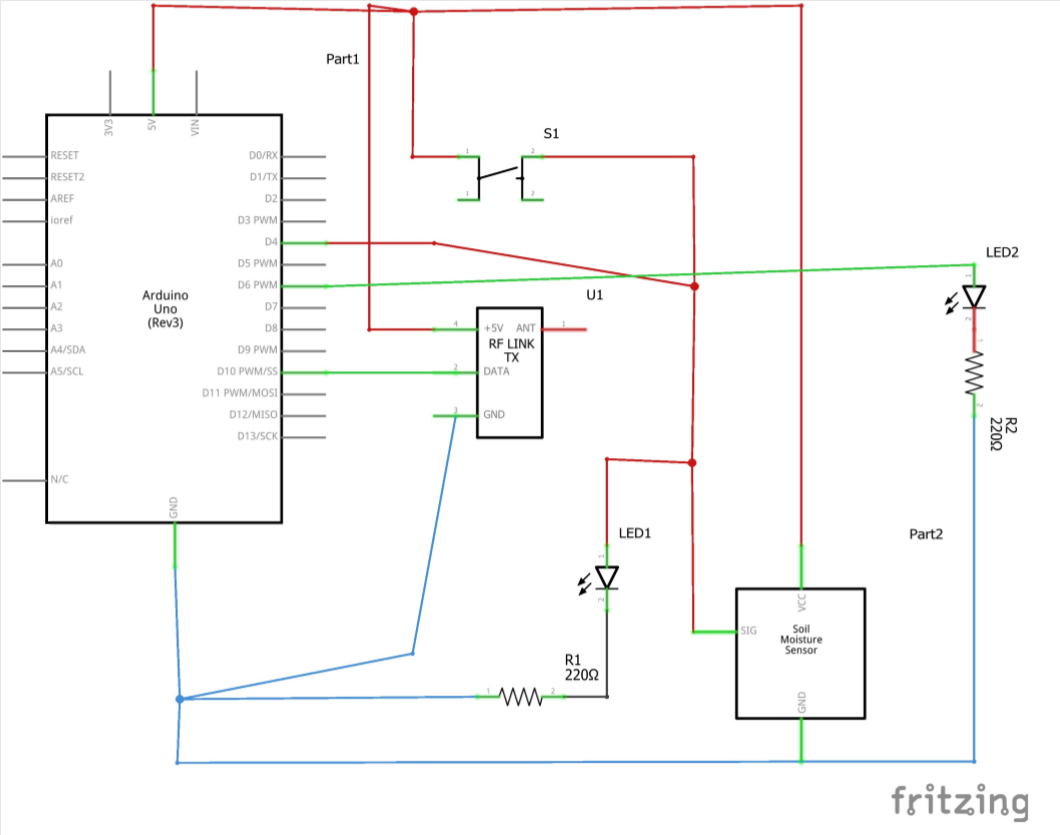 Part1
S1
1
2
1
2
3V3
5V
VIN
RESET
RESET2
AREF
ioref
A0
A1
A2
A3
A4/SDA
A5/SCL
N/C
Arduino
Uno
(Rev3)
D0/RX
D1/TX
D2
D3 PWM
D4
D5 PWM
D6 PWM
D7
D8
D9 PWM
D10 PWM/SS
D11 PWM/MOSI
D12/MISO
D13/SCK
GND
U1
4
+5V
ANT
1
RF LINK
TX
2
DATA
3
GND
LED2
1
2
1
2
R2
220Ω
LED1
1
2
R1
220Ω
1
2
Part2
VCC
SIG
Soil
Moisture
Sensor
GND
fritzing